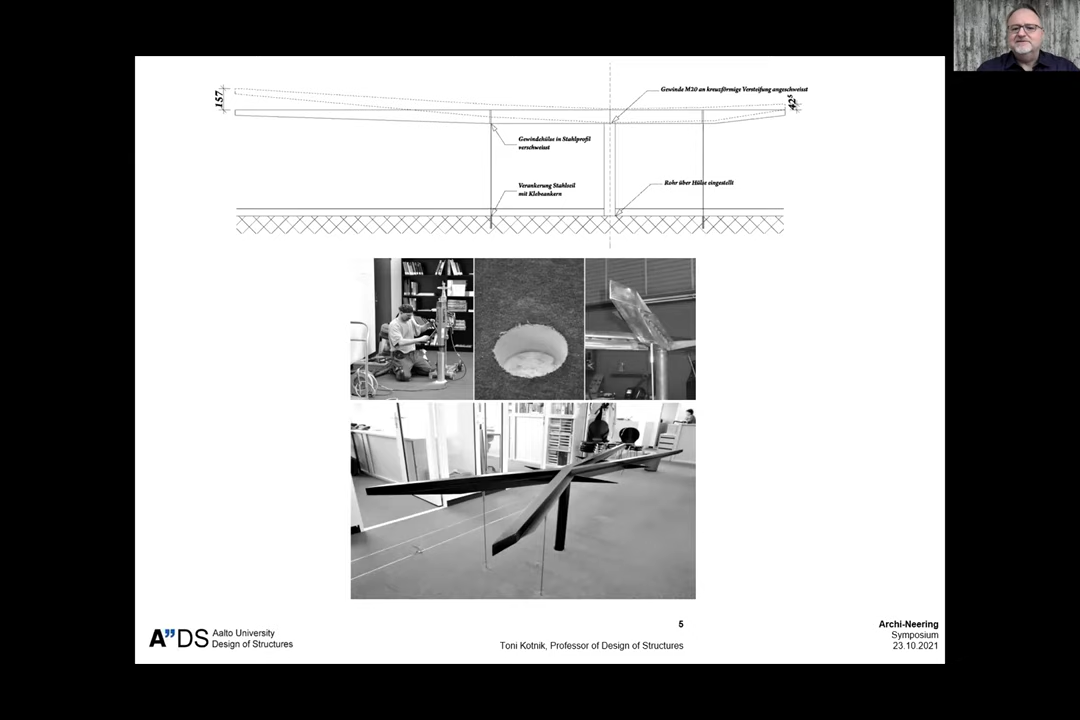 157
Gewinde M20 an kreuzförmige Versteifung angeschweisst
42⁵
Gewindehülse in Stahlprofil
verschweisst
Verankerung Stahlseil
mit Klebeankern
Rohr über Hülse eingestellt
A"DS
Aalto University
Design of Structures
5
Toni Kotnik, Professor of Design of Structures
Archi-Neering
Symposium
23.10.2021